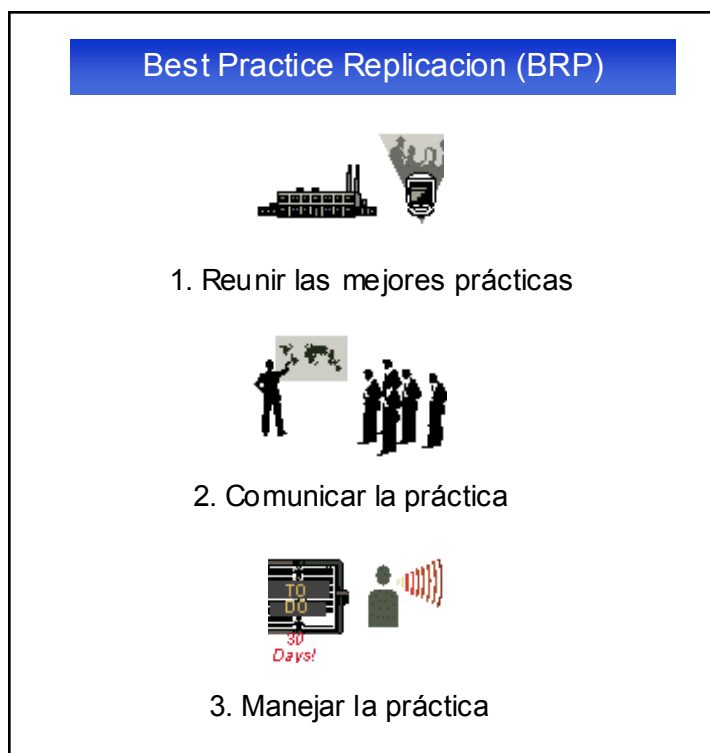 Best Practice Replicacion (BRP)
1. Reunir las mejores prácticas
2. Comunicar la práctica
TO
DO
30
Days!
3. Manejar la práctica